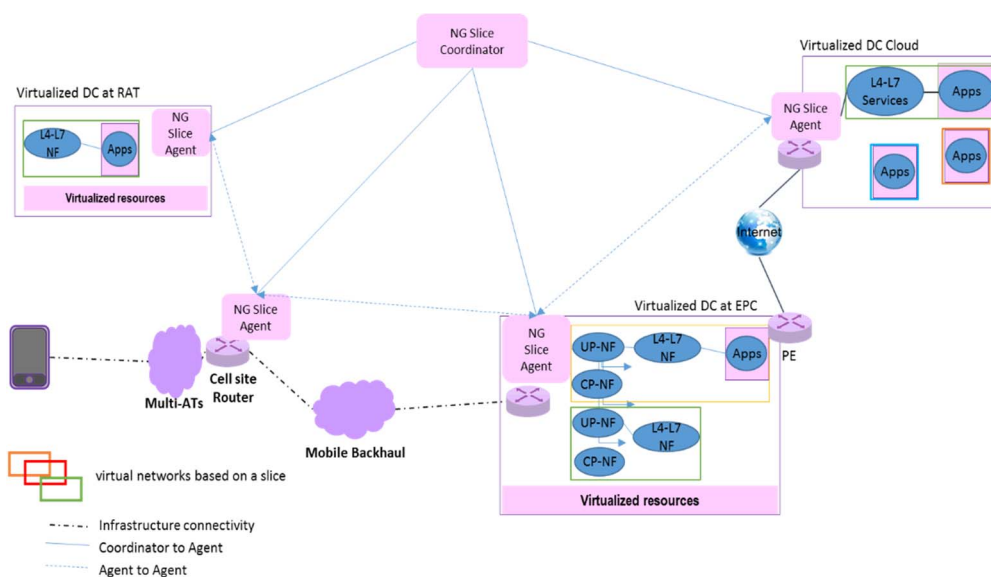 NG Slice
Coordinator
Virtualized DC Cloud
Virtualized DC at RAT
L4-L7
Services
Apps
NG Slice
Agent
NG
Slice
Agent
L4-L7
NF
Apps
Apps
Apps
Virtualized resources
Internet
NG Slice
Agent
Virtualized DC at EPC
NG
Slice
Agent
UP-NF
L4-L7
NF
Apps
PE
CP-NF
Cell site
Router
Multi-ATs
UP-NF
L4-L7
NF
CP-NF
Mobile Backhaul
virtual networks based on a slice
Virtualized resources
Infrastructure connectivity
Coordinator to Agent
Agent to Agent